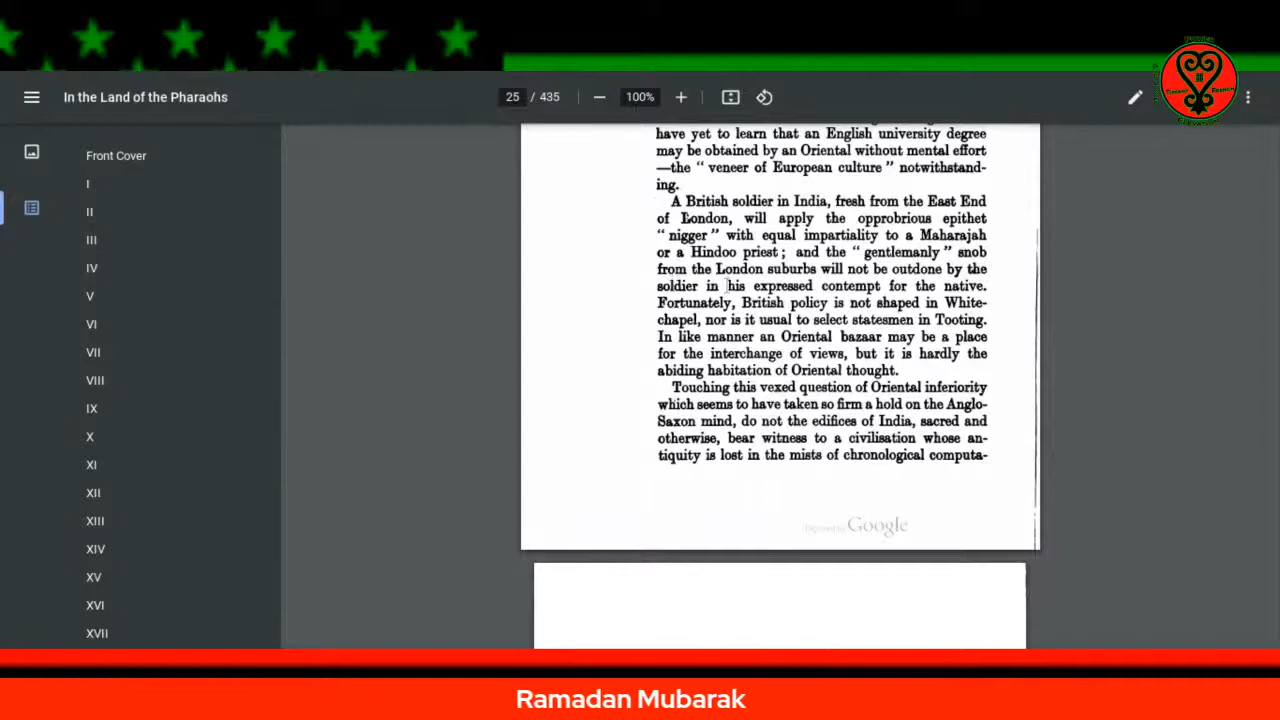 In the Land of the Pharaohs
25 / 435
100%
Front Cover
I
II
III
IV
V
VI
VII
VIII
IX
X
XI
XII
XIII
XIV
XV
XVI
XVII
have yet to learn that an English university degree
may be obtained by an Oriental without mental effort
—the “ veneer of European culture ” notwithstand-
ing.
A British soldier in India, fresh from the East End
of London, will apply the opprobrious epithet
“ nigger ” with equal impartiality to a Maharajah
or a Hindoo priest ; and the “ gentlemanly ” snob
from the London suburbs will not be outdone by the
soldier in his expressed contempt for the native.
Fortunately, British policy is not shaped in White-
chapel, nor is it usual to select statesmen in Tooting.
In like manner an Oriental bazaar may be a place
for the interchange of views, but it is hardly the
abiding habitation of Oriental thought.
Touching this vexed question of Oriental inferiority
which seems to have taken so firm a hold on the Anglo-
Saxon mind, do not the edifices of India, sacred and
otherwise, bear witness to a civilisation whose an-
tiquity is lost in the mists of chronological computa-
Digitized by Google
POWER
ELEVATION
Ramadan Mubarak